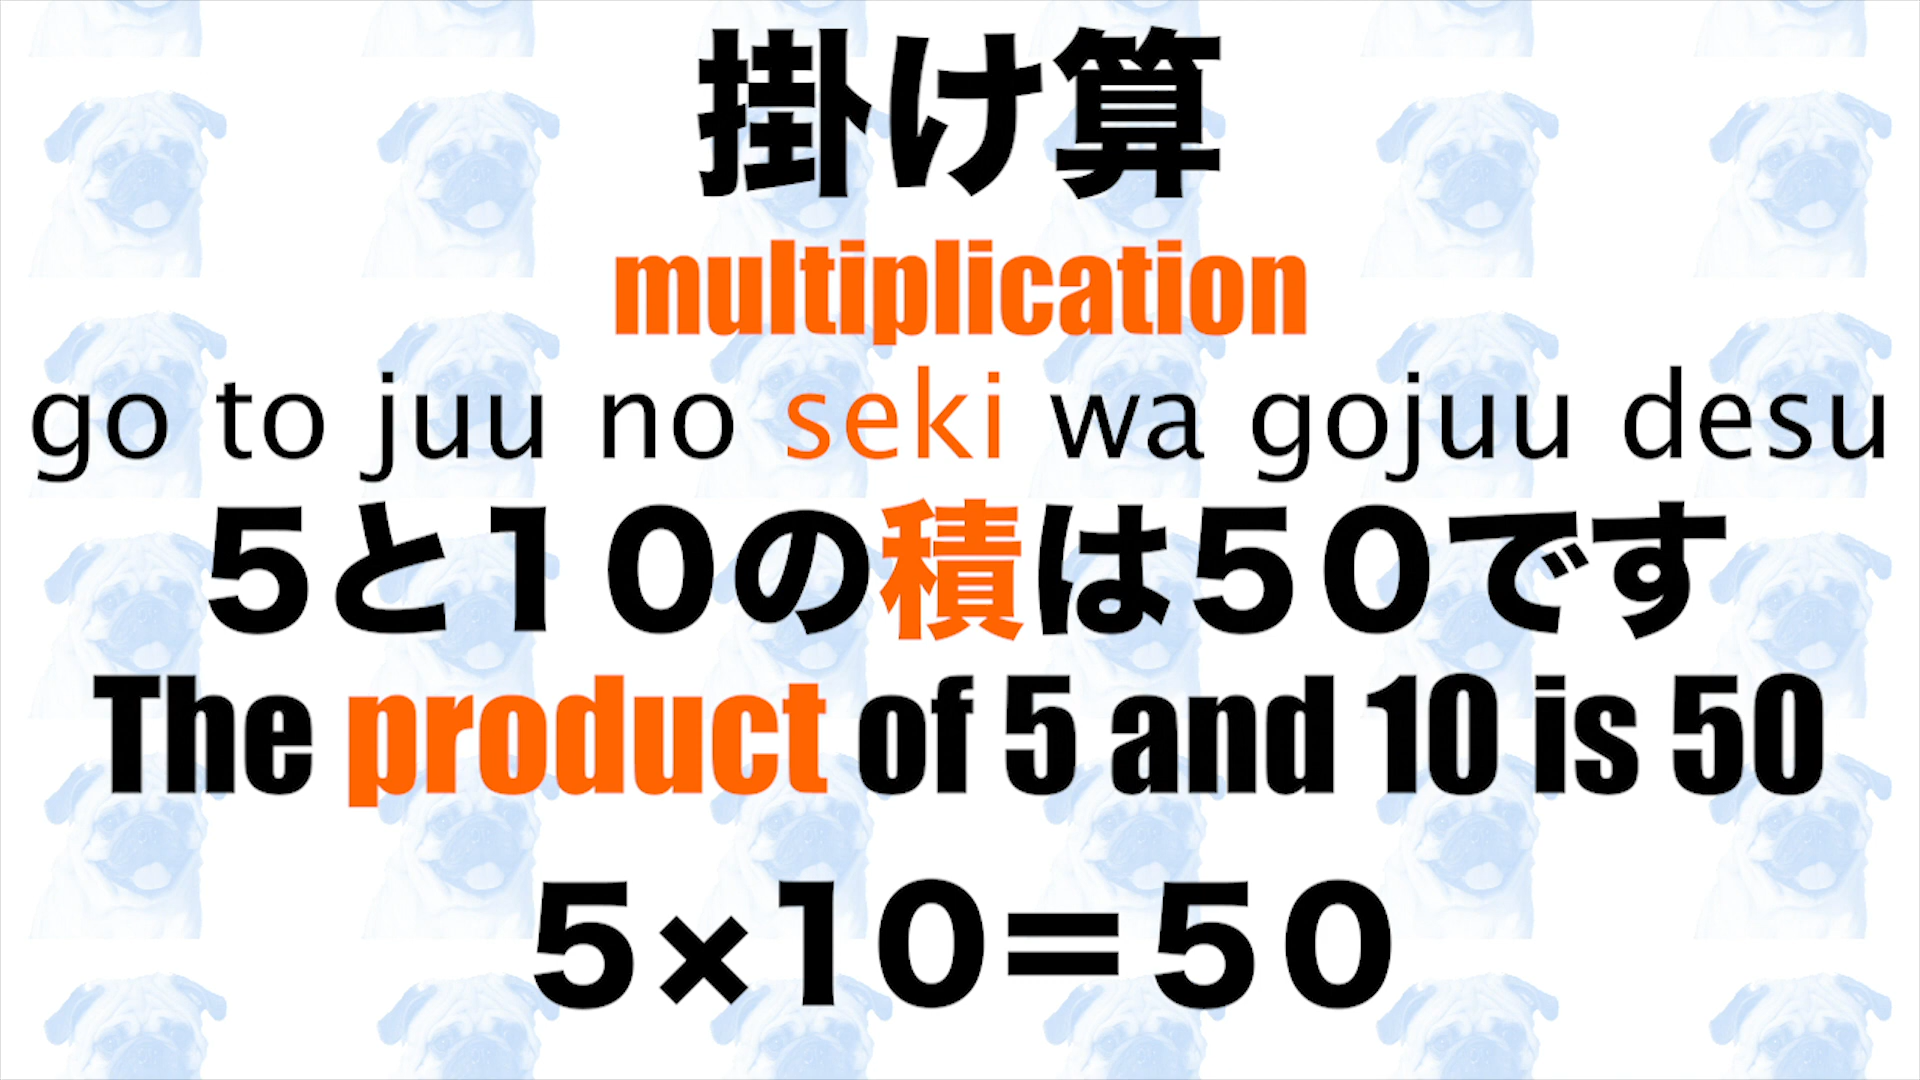 掛け算
multiplication
go to juu no seki wa gojuu desu
５と１０の積は５０です
The product of 5 and 10 is 50
５×１０＝５０